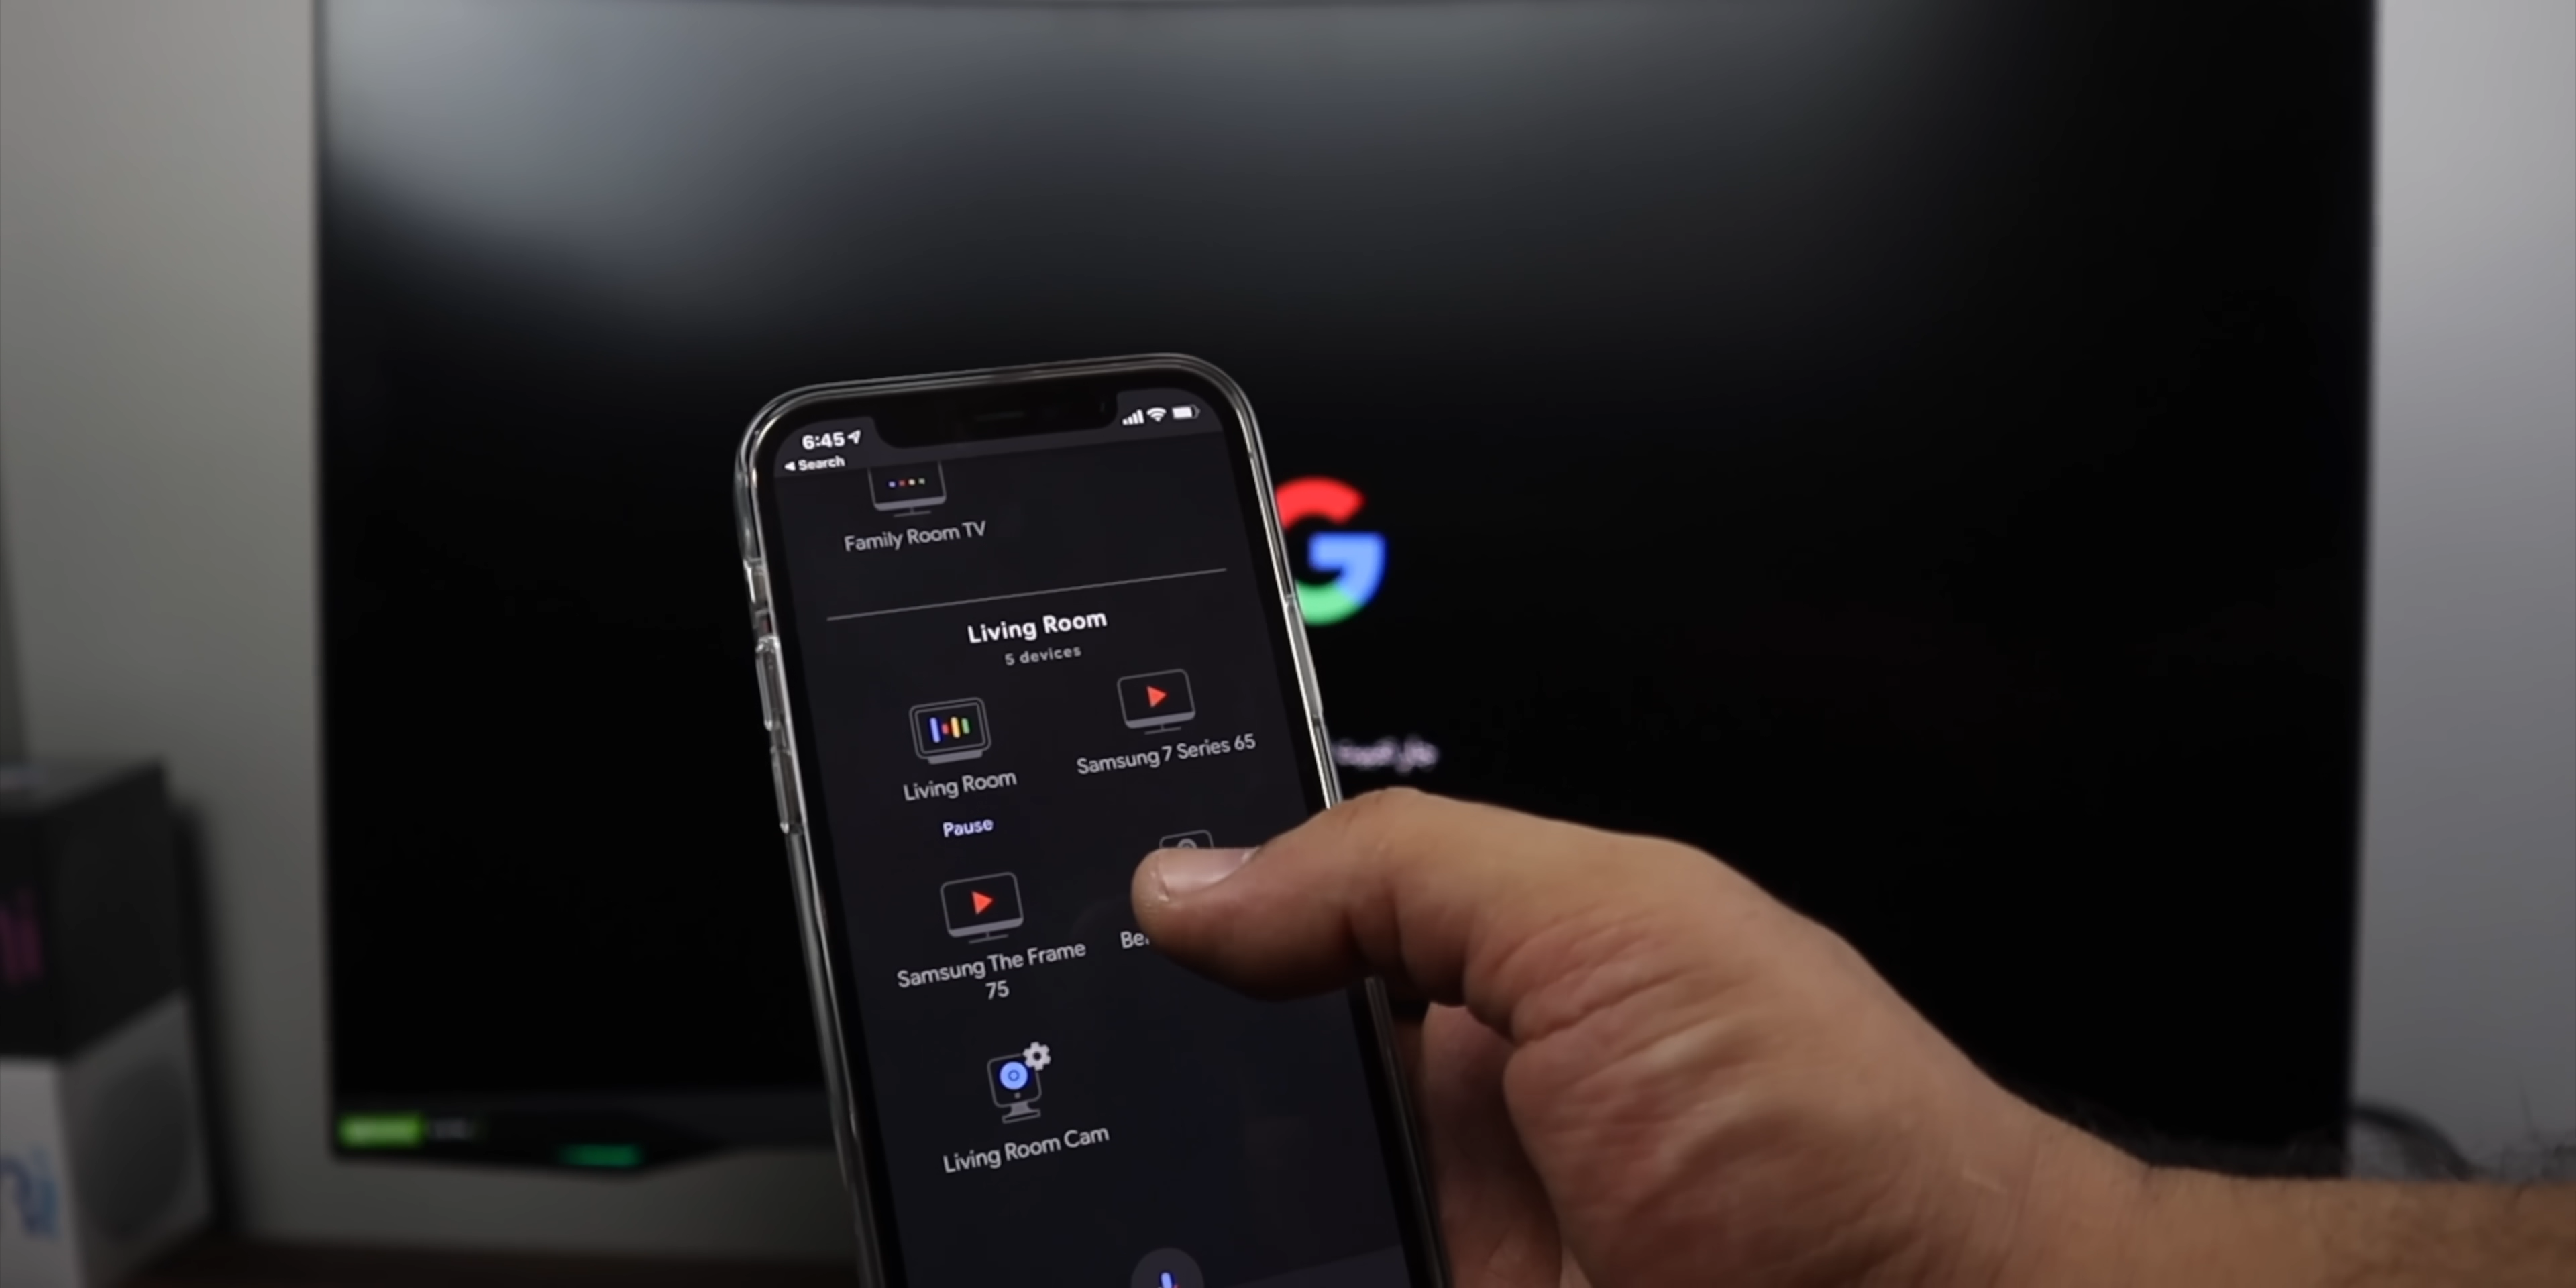 6:45
Search
Family Room TV
Living Room
5 devices
Living Room
Samsung 7 Series 65
Pause
Samsung The Frame
75
Living Room Cam